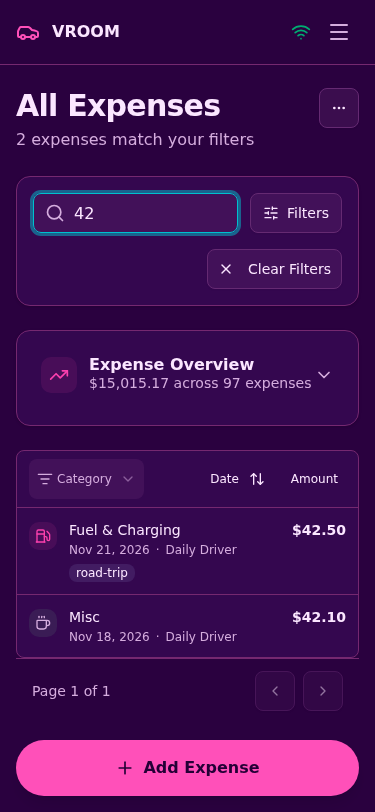 VROOM
All Expenses
2 expenses match your filters
42
Filters
Clear Filters
Expense Overview
$15,015.17 across 97 expenses
Category Date Amount
Fuel & Charging $42.50
Nov 21, 2026 · Daily Driver
road-trip
Misc $42.10
Nov 18, 2026 · Daily Driver
Page 1 of 1
Add Expense